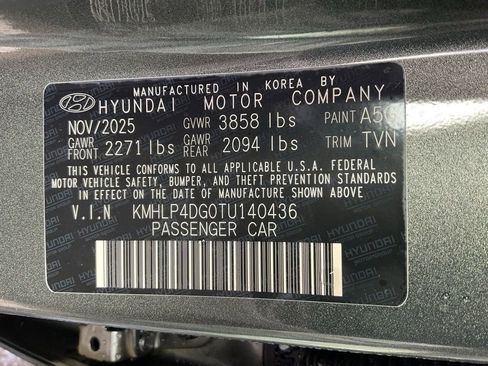 MANUFACTURED IN KOREA BY
HYUNDAI MOTOR COMPANY
NOV/2025 GVWR 3858 lbs PAINT A5G
GAWR FRONT 2271 lbs GAWR REAR 2094 lbs TRIM TVN
THIS VEHICLE CONFORMS TO ALL APPLICABLE U.S.A. FEDERAL
MOTOR VEHICLE SAFETY, BUMPER, AND THEFT PREVENTION STANDARDS
IN EFFECT ON THE DATE OF MANUFACTURE SHOWN ABOVE.
V.I.N KMHLP4DG0TU140436
PASSENGER CAR